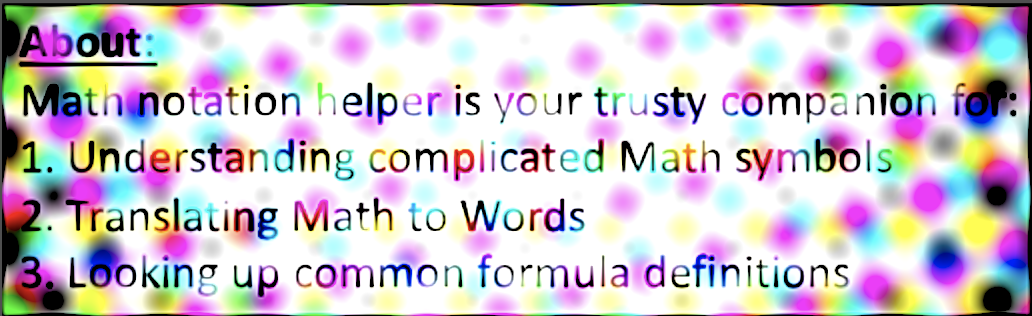 About:
Math notation helper is your trusty companion for:
1. Understanding complicated Math symbols
2. Translating Math to Words
3. Looking up common formula definitions